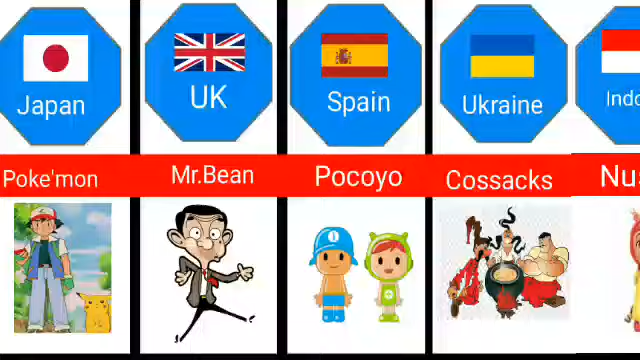 Japan
UK
Spain
Ukraine
Poke'mon
Mr.Bean
Pocoyo
Cossacks